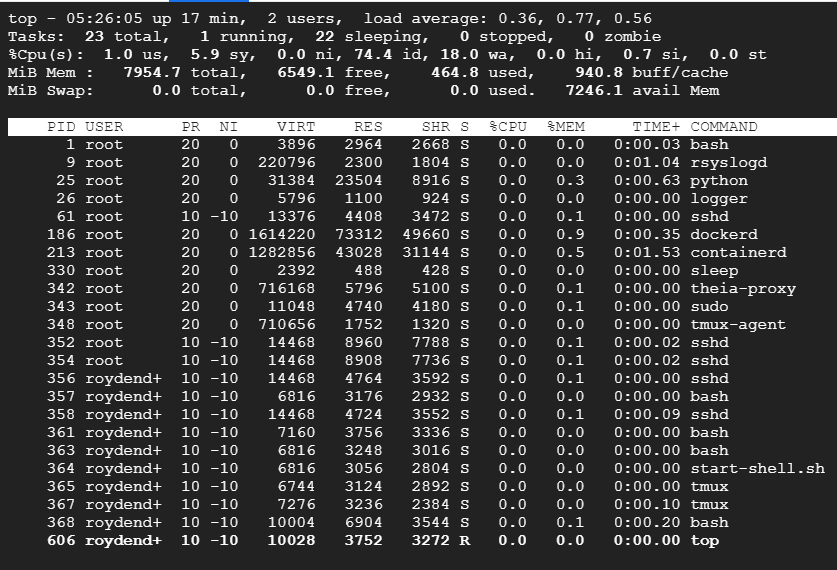 top - 05:26:05 up 17 min,  2 users,  load average: 0.36, 0.77, 0.56
Tasks:  23 total,   1 running,  22 sleeping,   0 stopped,   0 zombie
%Cpu(s):  1.0 us,  5.9 sy,  0.0 ni, 74.4 id, 18.0 wa,  0.0 hi,  0.7 si,  0.0 st
MiB Mem :   7954.7 total,   6549.1 free,    464.8 used,    940.8 buff/cache
MiB Swap:      0.0 total,      0.0 free,      0.0 used.   7246.1 avail Mem
PID USER      PR  NI    VIRT    RES    SHR S  %CPU  %MEM     TIME+ COMMAND
1 root      20   0    3896   2964   2668 S   0.0   0.0   0:00.03 bash
9 root      20   0  220796   2300   1804 S   0.0   0.0   0:01.04 rsyslogd
25 root      20   0   31384  23504   8916 S   0.0   0.3   0:00.63 python
26 root      20   0    5796   1100    924 S   0.0   0.0   0:00.00 logger
61 root      10 -10   13376   4408   3472 S   0.0   0.1   0:00.00 sshd
186 root      20   0 1614220  73312  49660 S   0.0   0.9   0:00.35 dockerd
213 root      20   0 1282856  43028  31144 S   0.0   0.5   0:01.53 containerd
330 root      20   0    2392    488    428 S   0.0   0.0   0:00.00 sleep
342 root      20   0  716168   5796   5100 S   0.0   0.1   0:00.00 theia-proxy
343 root      20   0   11048   4740   4180 S   0.0   0.1   0:00.00 sudo
348 root      20   0  710656   1752   1320 S   0.0   0.0   0:00.00 tmux-agent
352 root      10 -10   14468   8960   7788 S   0.0   0.1   0:00.02 sshd
354 root      10 -10   14468   8908   7736 S   0.0   0.1   0:00.02 sshd
356 roydend+  10 -10   14468   4764   3592 S   0.0   0.1   0:00.00 sshd
357 roydend+  10 -10    6816   3176   2932 S   0.0   0.0   0:00.00 bash
358 roydend+  10 -10   14468   4724   3552 S   0.0   0.1   0:00.09 sshd
361 roydend+  10 -10    7160   3756   3336 S   0.0   0.0   0:00.00 bash
363 roydend+  10 -10    6816   3248   3016 S   0.0   0.0   0:00.00 bash
364 roydend+  10 -10    6816   3056   2804 S   0.0   0.0   0:00.00 start-shell.sh
365 roydend+  10 -10    6744   3124   2892 S   0.0   0.0   0:00.00 tmux
367 roydend+  10 -10    7276   3236   2384 S   0.0   0.0   0:00.10 tmux
368 roydend+  10 -10   10004   6904   3544 S   0.0   0.1   0:00.20 bash
606 roydend+  10 -10   10028   3752   3272 R   0.0   0.0   0:00.00 top